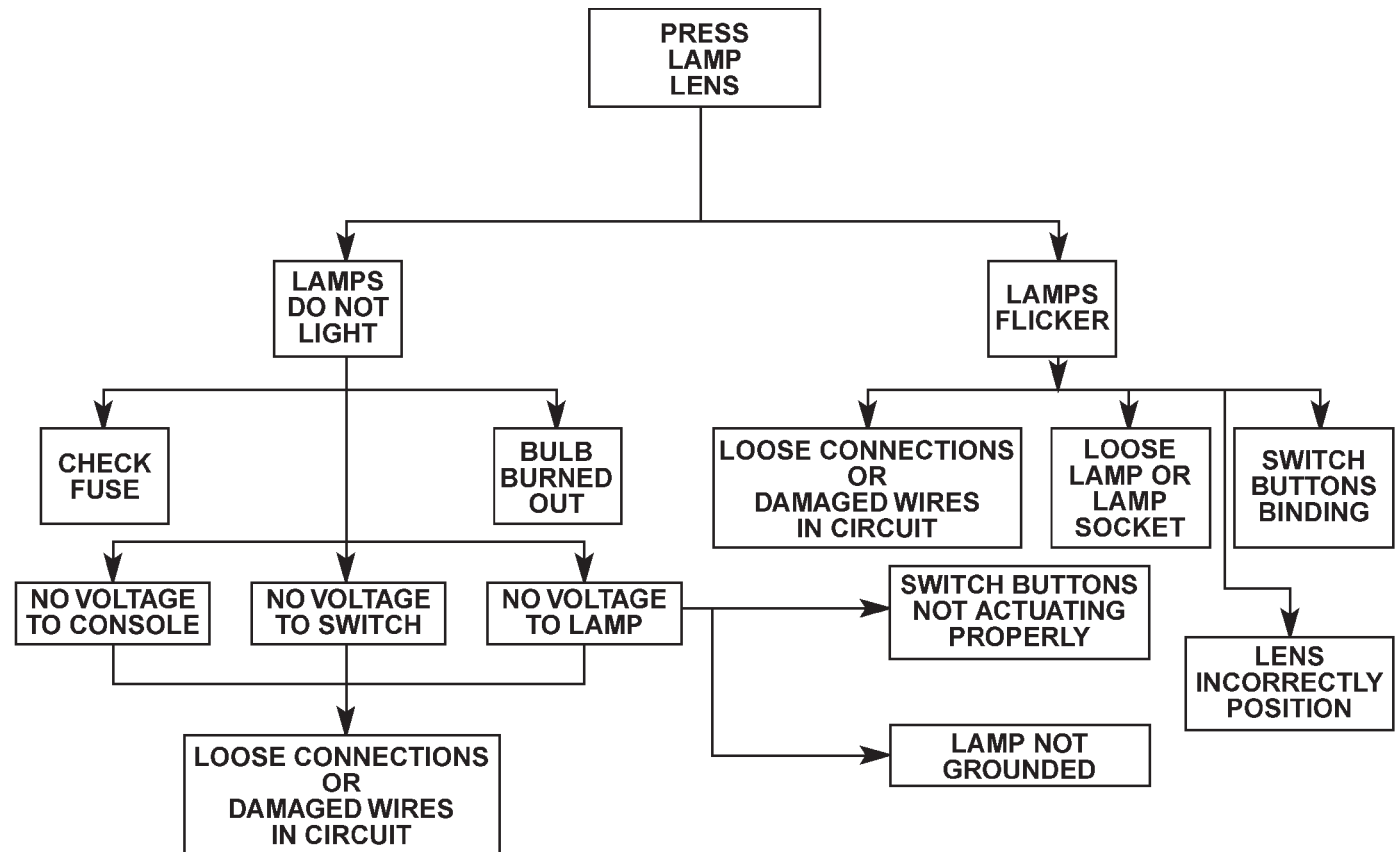 PRESS
LAMP
LENS
LAMPS
DO NOT
LIGHT
LAMPS
FLICKER
CHECK
FUSE
BULB
BURNED
OUT
LOOSE CONNECTIONS
OR
DAMAGED WIRES
IN CIRCUIT
LOOSE
LAMP OR
LAMP
SOCKET
SWITCH
BUTTONS
BINDING
NO VOLTAGE
TO CONSOLE
NO VOLTAGE
TO SWITCH
NO VOLTAGE
TO LAMP
SWITCH BUTTONS
NOT ACTUATING
PROPERLY
LENS
INCORRECTLY
POSITION
LOOSE CONNECTIONS
OR
DAMAGED WIRES
IN CIRCUIT
LAMP NOT
GROUNDED